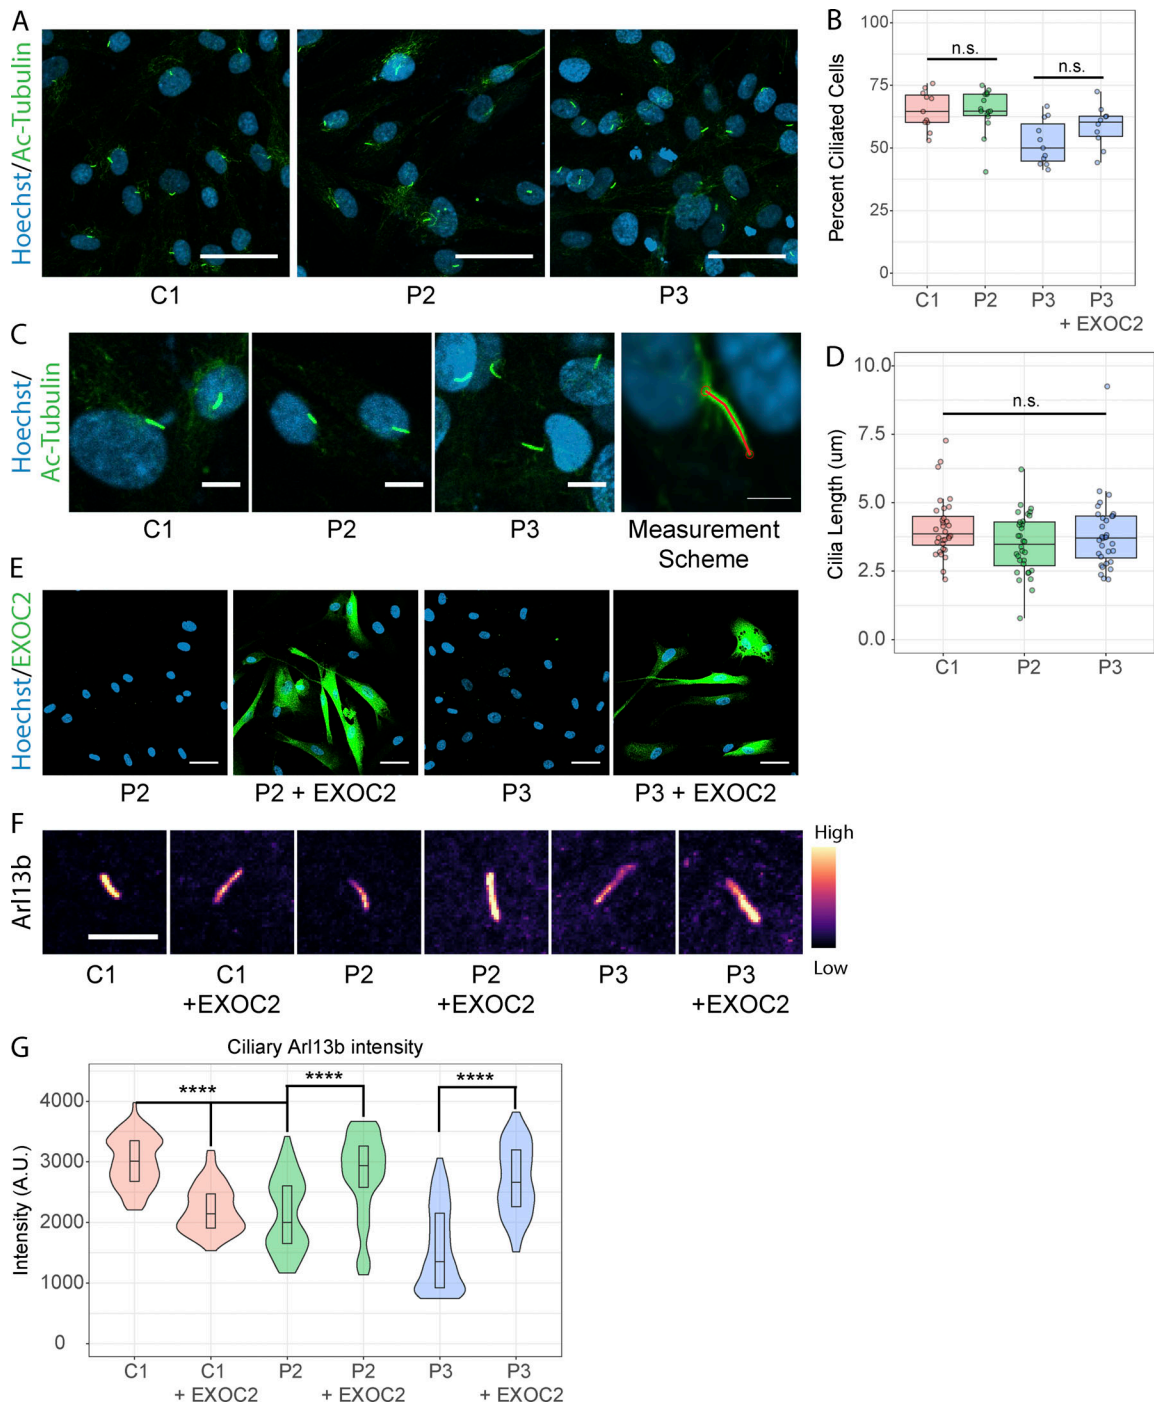 A
Hoechst/Ac-Tubulin
C1
P2
P3
B
Percent Ciliated Cells
100
75
50
25
0
n.s.
n.s.
C1
P2
P3
P3
+ EXOC2
C
Hoechst/
Ac-Tubulin
C1
P2
P3
Measurement
Scheme
D
Cilia Length (um)
10.0
7.5
5.0
2.5
0.0
n.s.
C1
P2
P3
E
Hoechst/EXOC2
P2
P2 + EXOC2
P3
P3 + EXOC2
F
Arl13b
C1
C1
+EXOC2
P2
P2
+EXOC2
P3
P3
+EXOC2
High
Low
G
Ciliary Arl13b intensity
Intensity (A.U.)
4000
3000
2000
1000
0
****
****
****
C1
C1
+ EXOC2
P2
P2
+ EXOC2
P3
P3
+ EXOC2